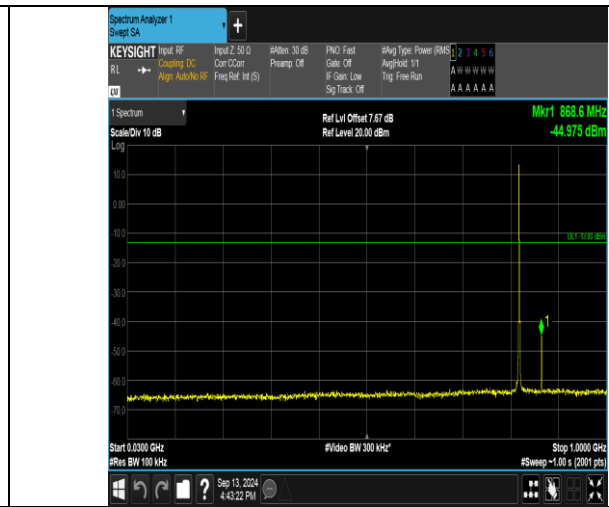 Spectrum Analyzer 1
Swept SA
+
KEYSIGHT Input: RF Input Z: 50 Ω #Atten: 30 dB PNO: Fast #Avg Type: Power (RMS 1 2 3 4 5 6
RL Coupling: DC Corr CCorr Preamp: Off Gate: Off Avg|Hold: 1/1 A W W W W W
Align: Auto/No RF Freq Ref: Int (S) IF Gain: Low Trig: Free Run
LXI Sig Track: Off A A A A A A
1 Spectrum Ref Lvl Offset 7.67 dB Mkr1 868.6 MHz
Scale/Div 10 dB Ref Level 20.00 dBm -44.975 dBm
Log
10.0
0.00
-10.0
DL1 -13.00 dBm
-20.0
-30.0
-40.0
1
-50.0
-60.0
-70.0
Start 0.0300 GHz #Video BW 300 kHz* Stop 1.0000 GHz
#Res BW 100 kHz #Sweep ~1.00 s (2001 pts)
? Sep 13, 2024
4:43:22 PM